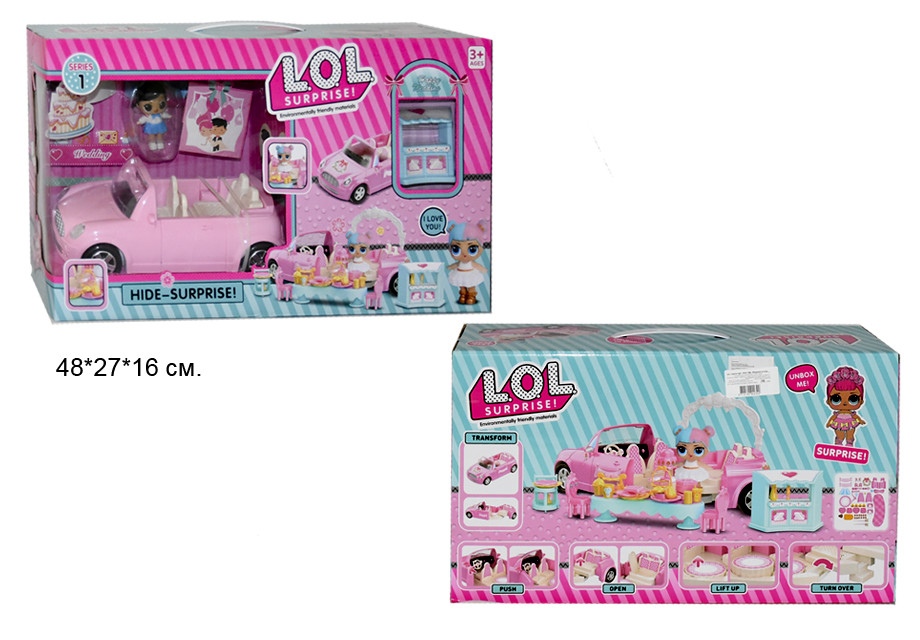 SERIES
1
Wedding
L.O.L.
SURPRISE!
Environmentally friendly materials
3+
AGES
I LOVE
YOU!
HIDE-SURPRISE!
48*27*16 см.
L.O.L.
SURPRISE!
Environmentally friendly materials
UNBOX
ME!
SURPRISE!
TRANSFORM
PUSH
OPEN
LIFT UP
TURN OVER